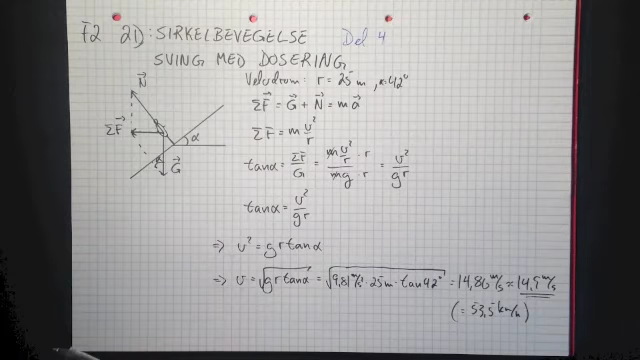 F2 21): SIRKELBEVEGELSE Del 4
SVING MED DOSERING
Velodrom: r = 25 m, α=42°
ΣF⃗ = G⃗ + N⃗ = ma⃗
ΣF = m v²/r
tanα = ΣF/G = (m v²/r · r)/(mg · r) = v²/gr
tanα = v²/gr
⇒ v² = g r tanα
⇒ v = √(g r tanα) = √(9,81 m/s² · 25 m · tan 42°) = 14,86 m/s ≈ 14,9 m/s
(= 53,5 km/h)
N⃗
ΣF⃗
α
G⃗